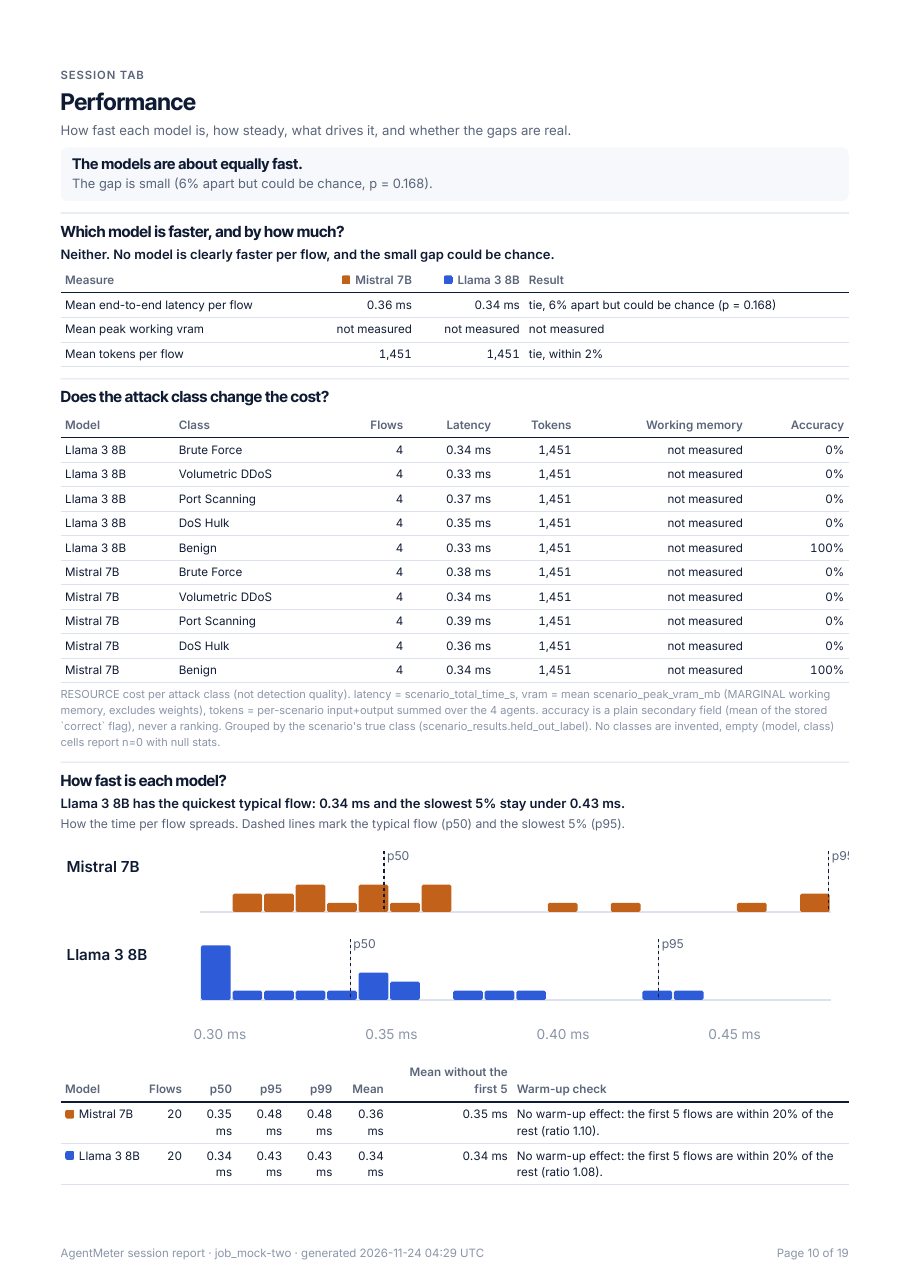 SESSION TAB
Performance
How fast each model is, how steady, what drives it, and whether the gaps are real.
The models are about equally fast.
The gap is small (6% apart but could be chance, p = 0.168).
Which model is faster, and by how much?
Neither. No model is clearly faster per flow, and the small gap could be chance.
Measure Mistral 7B Llama 3 8B Result
Mean end-to-end latency per flow 0.36 ms 0.34 ms tie, 6% apart but could be chance (p = 0.168)
Mean peak working vram not measured not measured not measured
Mean tokens per flow 1,451 1,451 tie, within 2%
Does the attack class change the cost?
Model Class Flows Latency Tokens Working memory Accuracy
Llama 3 8B Brute Force 4 0.34 ms 1,451 not measured 0%
Llama 3 8B Volumetric DDoS 4 0.33 ms 1,451 not measured 0%
Llama 3 8B Port Scanning 4 0.37 ms 1,451 not measured 0%
Llama 3 8B DoS Hulk 4 0.35 ms 1,451 not measured 0%
Llama 3 8B Benign 4 0.33 ms 1,451 not measured 100%
Mistral 7B Brute Force 4 0.38 ms 1,451 not measured 0%
Mistral 7B Volumetric DDoS 4 0.34 ms 1,451 not measured 0%
Mistral 7B Port Scanning 4 0.39 ms 1,451 not measured 0%
Mistral 7B DoS Hulk 4 0.36 ms 1,451 not measured 0%
Mistral 7B Benign 4 0.34 ms 1,451 not measured 100%
RESOURCE cost per attack class (not detection quality). latency = scenario_total_time_s, vram = mean scenario_peak_vram_mb (MARGINAL working
memory, excludes weights), tokens = per-scenario input+output summed over the 4 agents. accuracy is a plain secondary field (mean of the stored
`correct` flag), never a ranking. Grouped by the scenario's true class (scenario_results.held_out_label). No classes are invented, empty (model, class)
cells report n=0 with null stats.
How fast is each model?
Llama 3 8B has the quickest typical flow: 0.34 ms and the slowest 5% stay under 0.43 ms.
How the time per flow spreads. Dashed lines mark the typical flow (p50) and the slowest 5% (p95).
Mistral 7B p50 p95
Llama 3 8B p50 p95
0.30 ms 0.35 ms 0.40 ms 0.45 ms
Mean without the
Model Flows p50 p95 p99 Mean first 5 Warm-up check
Mistral 7B 20 0.35 0.48 0.48 0.36 0.35 ms No warm-up effect: the first 5 flows are within 20% of the
ms ms ms ms rest (ratio 1.10).
Llama 3 8B 20 0.34 0.43 0.43 0.34 0.34 ms No warm-up effect: the first 5 flows are within 20% of the
ms ms ms ms rest (ratio 1.08).
AgentMeter session report · job_mock-two · generated 2026-11-24 04:29 UTC Page 10 of 19